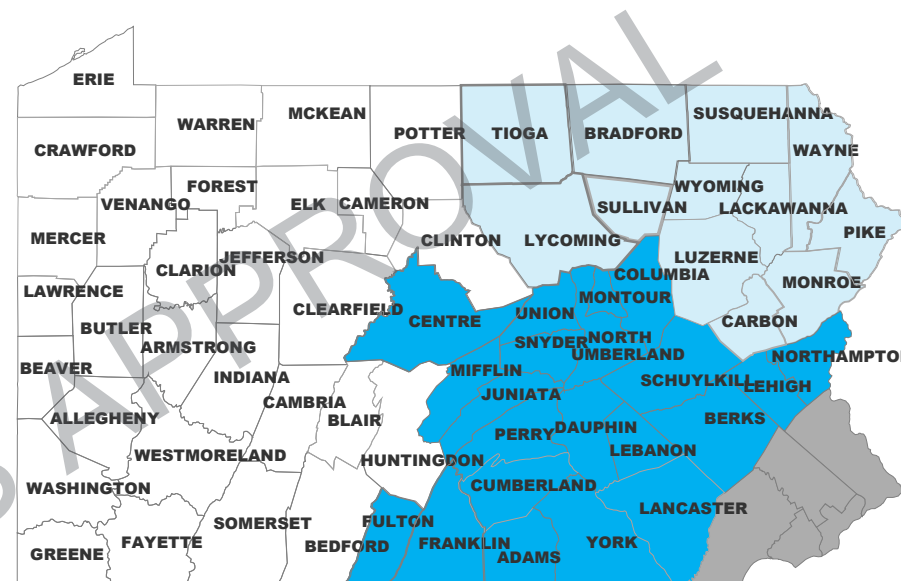 ERIE
MCKEAN
SUSQUEHANNA
WARREN
POTTER
TIOGA
BRADFORD
CRAWFORD
WAYNE
FOREST
WYOMING
VENANGO
ELK
CAMERON
SULLIVAN
LACKAWANNA
MERCER
CLINTON
LYCOMING
PIKE
JEFFERSON
LUZERNE
CLARION
COLUMBIA
LAWRENCE
MONROE
MONTOUR
CLEARFIELD
CENTRE
UNION
CARBON
BUTLER
SNYDER
NORTH
UMBERLAND
ARMSTRONG
NORTHAMPTO
BEAVER
MIFFLIN
INDIANA
SCHUYLKILL
LEHIGH
JUNIATA
CAMBRIA
ALLEGHENY
BLAIR
BERKS
PERRY
DAUPHIN
WESTMORELAND
HUNTINGDON
LEBANON
WASHINGTON
CUMBERLAND
LANCASTER
SOMERSET
FULTON
FAYETTE
BEDFORD
FRANKLIN
YORK
GREENE
ADAMS
S APPROVAL